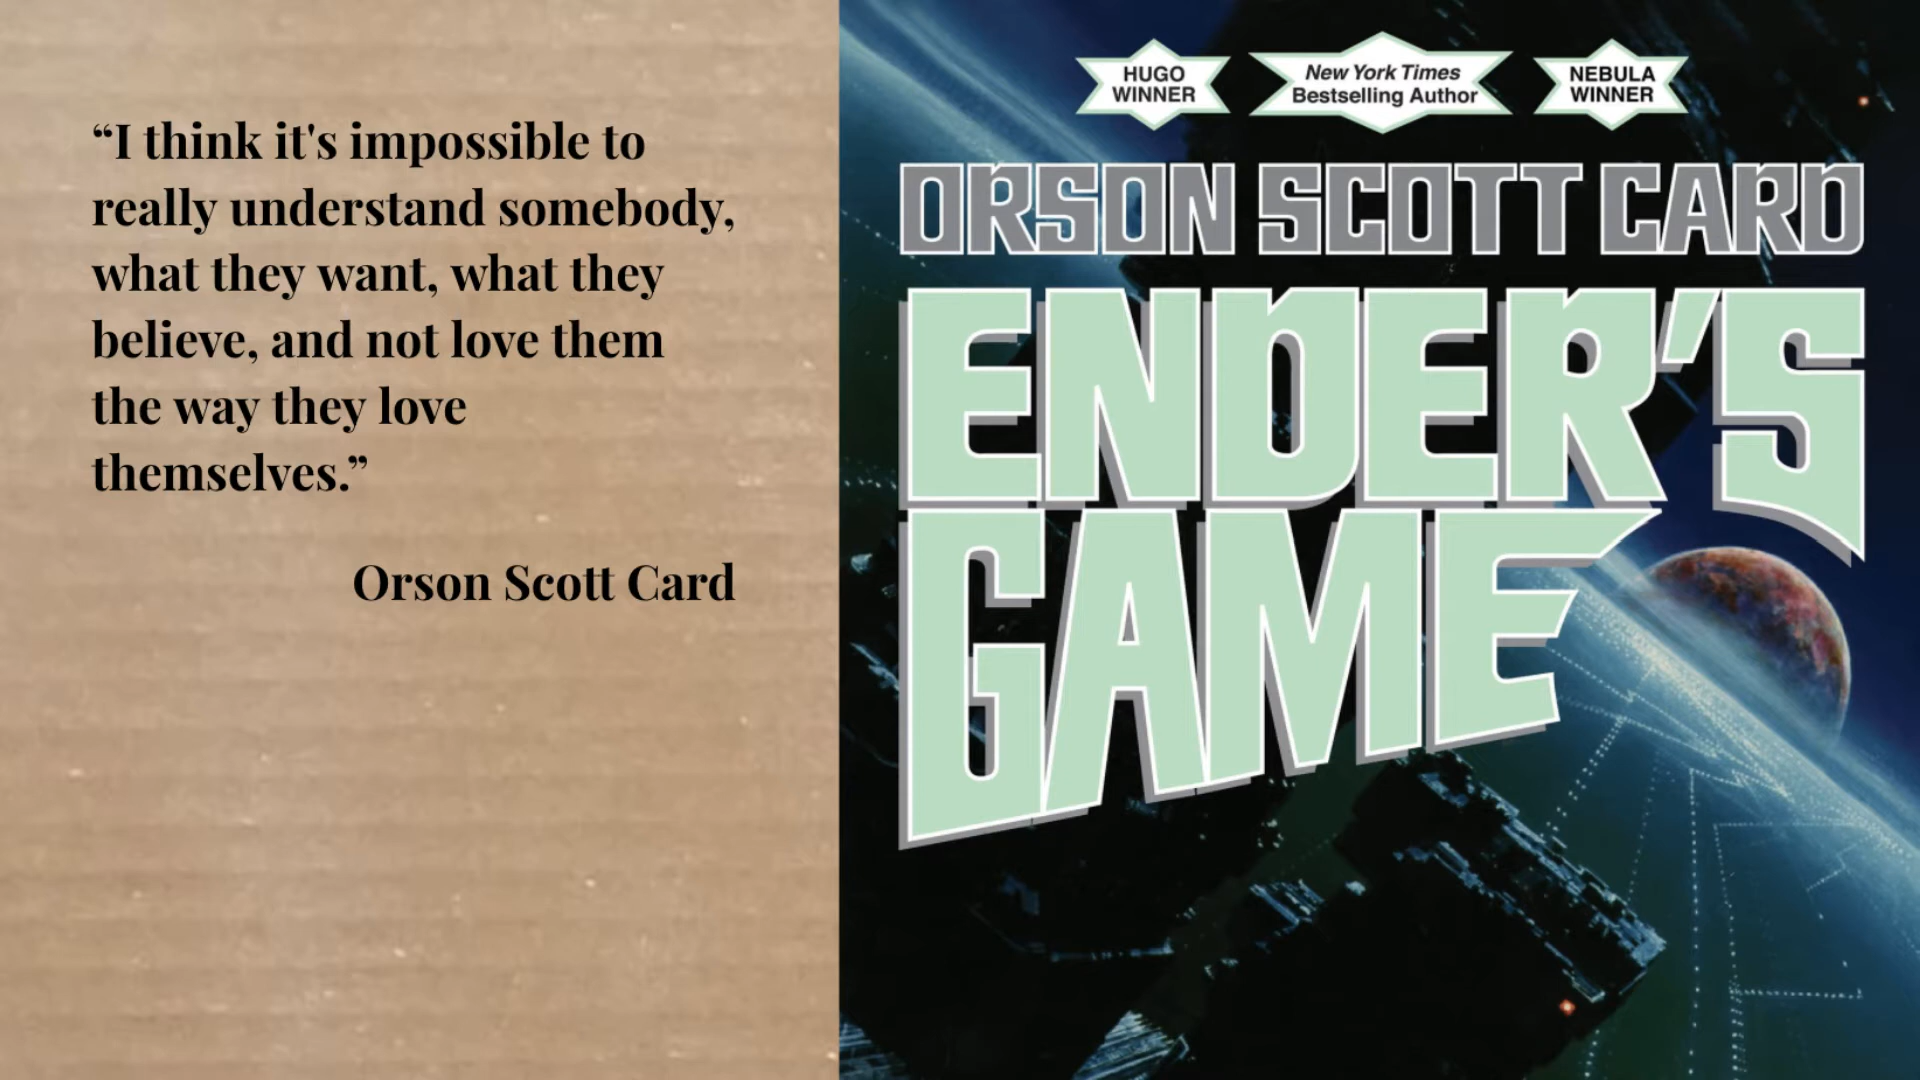 “I think it's impossible to
really understand somebody,
what they want, what they
believe, and not love them
the way they love
themselves.”
Orson Scott Card
HUGO
WINNER
New York Times
Bestselling Author
NEBULA
WINNER
ORSON SCOTT CARD
ENDER'S
GAME